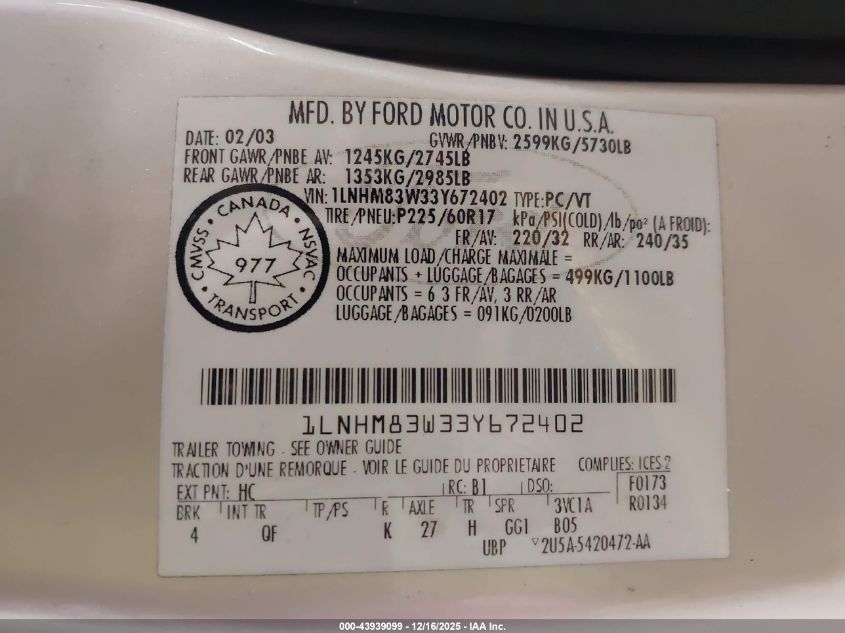 MFD. BY FORD MOTOR CO. IN U.S.A.
DATE: 02/03 GVWR/PNBV: 2599KG/5730LB
FRONT GAWR/PNBE AV: 1245KG/2745LB
REAR GAWR/PNBE AR: 1353KG/2985LB
VIN: 1LNHM83W33Y672402 TYPE: PC/VT
TIRE/PNEU: P225/60R17 kPa/PSI(COLD)/lb/po² (A FROID):
FR/AV: 220/32 RR/AR: 240/35
MAXIMUM LOAD/CHARGE MAXIMALE =
OCCUPANTS + LUGGAGE/BAGAGES = 499KG/1100LB
OCCUPANTS = 6 3 FR/AV, 3 RR/AR
LUGGAGE/BAGAGES = 091KG/0200LB
CANADA
CMVSS NSVAC
977
TRANSPORT
1LNHM83W33Y672402
TRAILER TOWING - SEE OWNER GUIDE
TRACTION D'UNE REMORQUE - VOIR LE GUIDE DU PROPRIETAIRE COMPLIES: ICES 2
EXT PNT: HC RC: B1 DSO: F0173
BRK INT TR TP/PS R AXLE TR SPR 3VC1A R0134
4 QF K 27 H GG1 B05
UBP 2U5A-5420472-AA
000-43939099 - 12/16/2025 - IAA Inc.